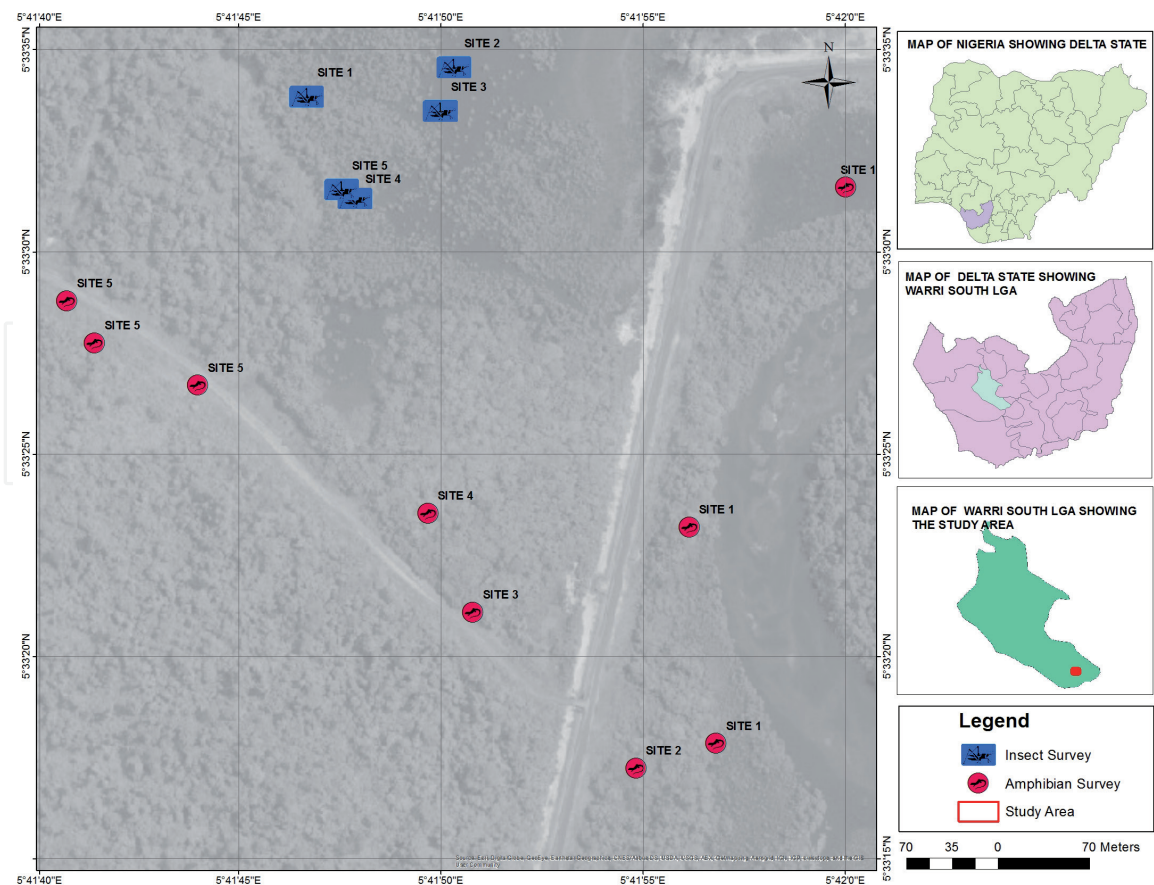 5°41'40"E 5°41'45"E 5°41'50"E 5°41'55"E 5°42'0"E
5°33'35"N
5°33'35"N
SITE 2
SITE 1
SITE 3
SITE 5
SITE 4
SITE 1
5°33'30"N
5°33'30"N
SITE 5
SITE 5
SITE 5
5°33'25"N
5°33'25"N
SITE 4
SITE 1
SITE 3
5°33'20"N
5°33'20"N
SITE 1
SITE 2
5°33'15"N
5°41'40"E 5°41'45"E 5°41'50"E 5°41'55"E 5°42'0"E
N
MAP OF NIGERIA SHOWING DELTA STATE
MAP OF DELTA STATE SHOWING
WARRI SOUTH LGA
MAP OF WARRI SOUTH LGA SHOWING
THE STUDY AREA
Legend
Insect Survey
Amphibian Survey
Study Area
70 35 0 70 Meters